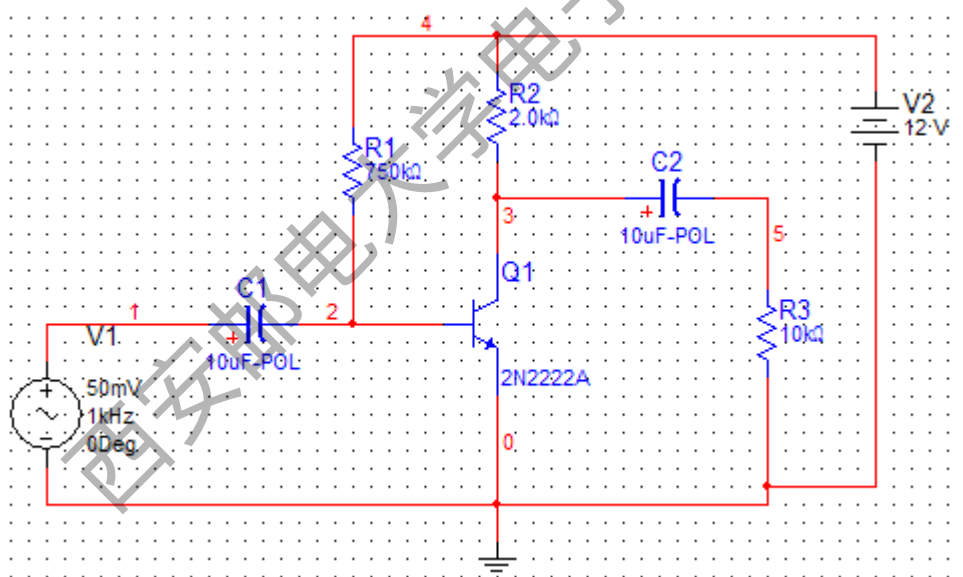 4
R2
2.0kΩ
V2
12 V
R1
750kΩ
C2
+
3
10uF-POL
5
Q1
C1
1
2
V1
+
R3
10kΩ
10uF-POL
2N2222A
50mV
1kHz
0Deg
0
西安邮电大学电子